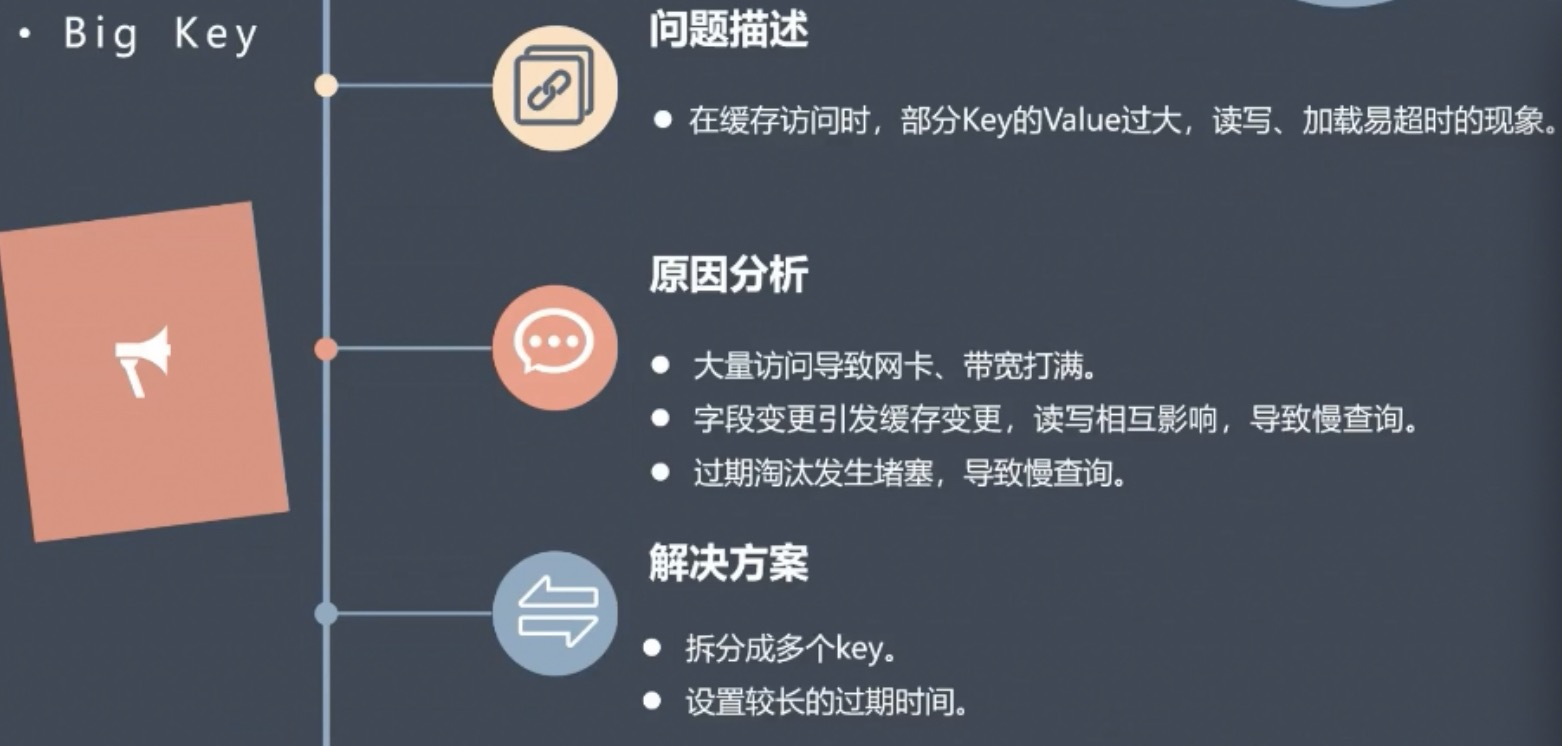 • Big Key
问题描述
● 在缓存访问时，部分Key的Value过大，读写、加载易超时的现象。
原因分析
● 大量访问导致网卡、带宽打满。
● 字段变更引发缓存变更，读写相互影响，导致慢查询。
● 过期淘汰发生堵塞，导致慢查询。
解决方案
● 拆分成多个key。
● 设置较长的过期时间。